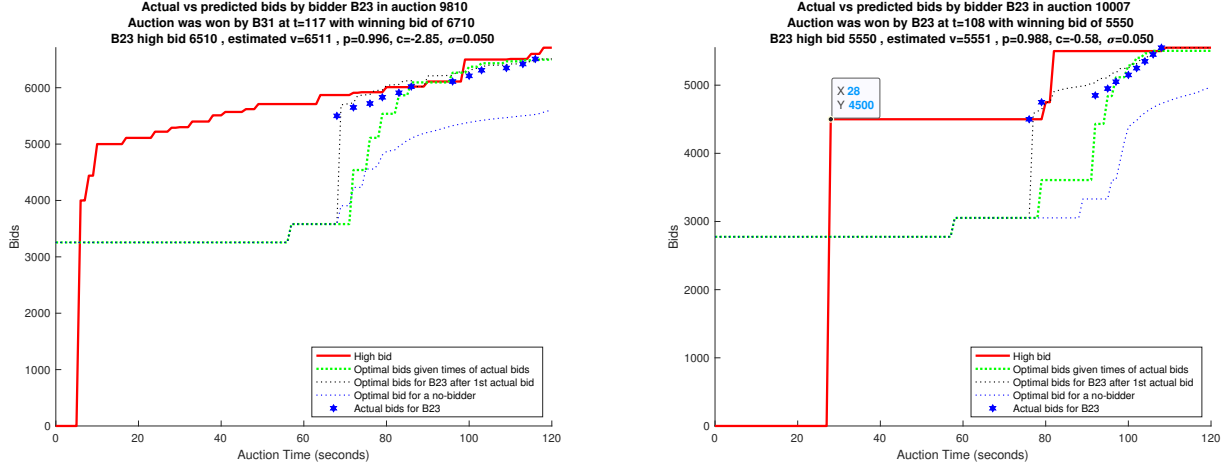 Actual vs predicted bids by bidder B23 in auction 9810
Auction was won by B31 at t=117 with winning bid of 6710
B23 high bid 6510 , estimated v=6511 , p=0.996, c=-2.85, σ=0.050
Bids
6000
5000
4000
3000
2000
1000
0
0 20 40 60 80 100 120
Auction Time (seconds)
High bid
Optimal bids given times of actual bids
Optimal bids for B23 after 1st actual bid
Optimal bid for a no-bidder
Actual bids for B23
Actual vs predicted bids by bidder B23 in auction 10007
Auction was won by B23 at t=108 with winning bid of 5550
B23 high bid 5550 , estimated v=5551 , p=0.988, c=-0.58, σ=0.050
X 28
Y 4500
Bids
5000
4000
3000
2000
1000
0
0 20 40 60 80 100 120
Auction Time (seconds)
High bid
Optimal bids given times of actual bids
Optimal bids for B23 after 1st actual bid
Optimal bid for a no-bidder
Actual bids for B23